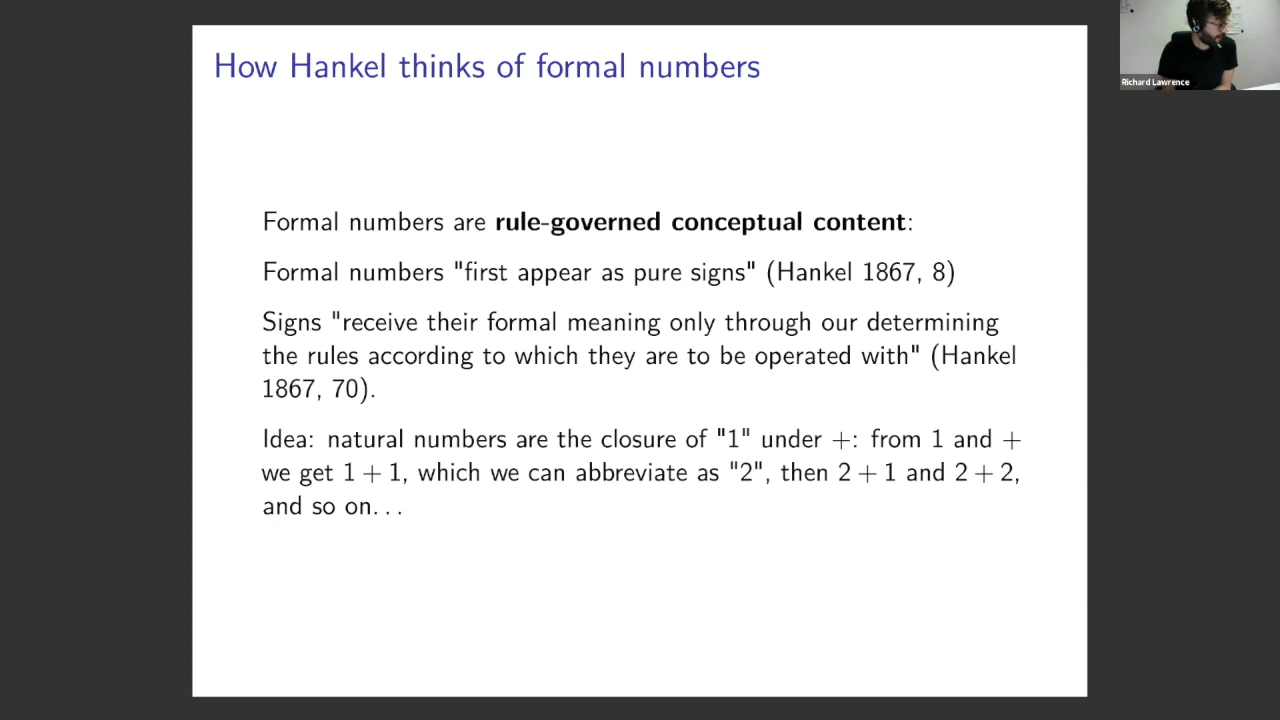 How Hankel thinks of formal numbers
Richard Lawrence
Formal numbers are rule-governed conceptual content:
Formal numbers "first appear as pure signs" (Hankel 1867, 8)
Signs "receive their formal meaning only through our determining
the rules according to which they are to be operated with" (Hankel
1867, 70).
Idea: natural numbers are the closure of "1" under +: from 1 and +
we get 1 + 1, which we can abbreviate as "2", then 2 + 1 and 2 + 2,
and so on...